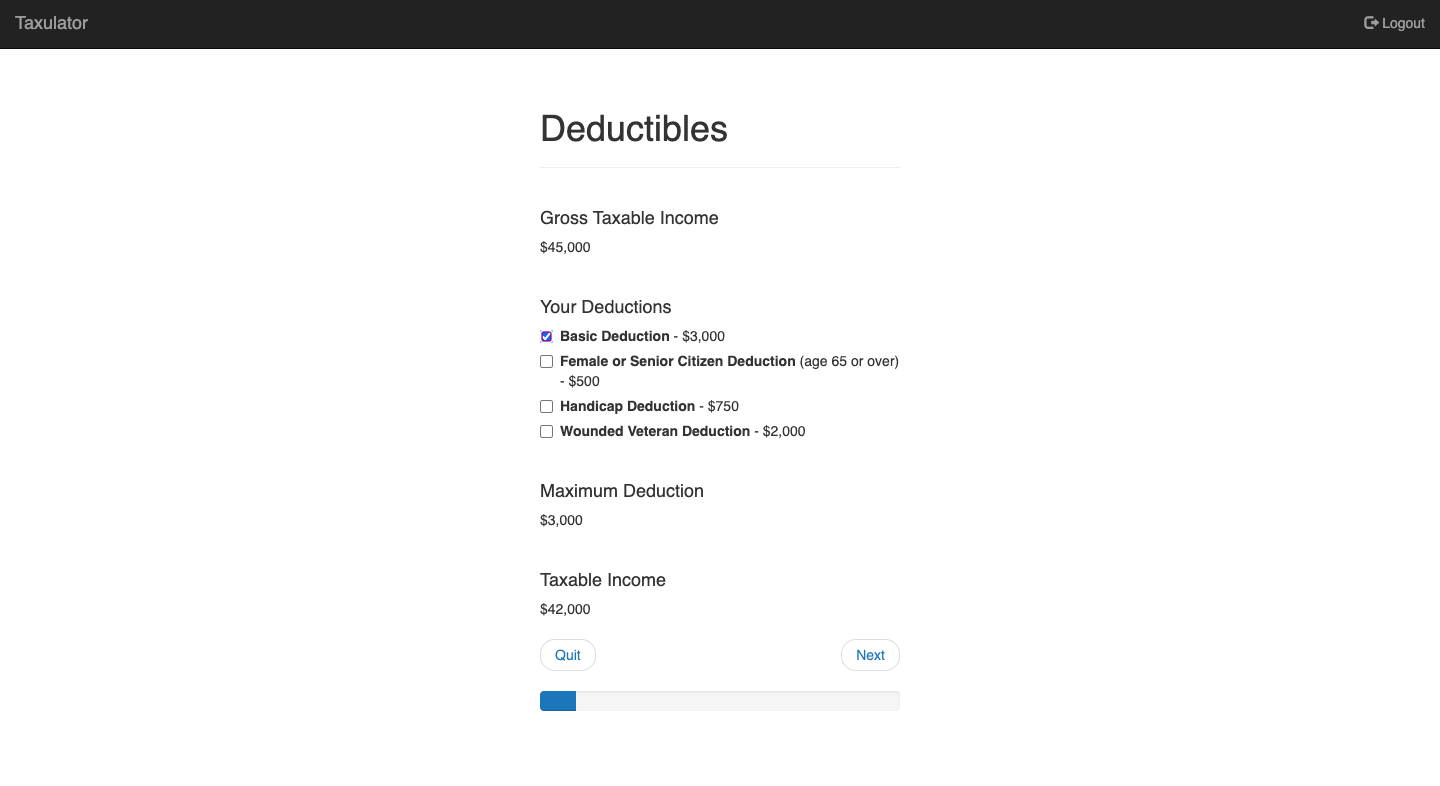 Taxulator
Logout
Deductibles
Gross Taxable Income
$45,000
Your Deductions
Basic Deduction - $3,000
Female or Senior Citizen Deduction (age 65 or over)
- $500
Handicap Deduction - $750
Wounded Veteran Deduction - $2,000
Maximum Deduction
$3,000
Taxable Income
$42,000
Quit
Next